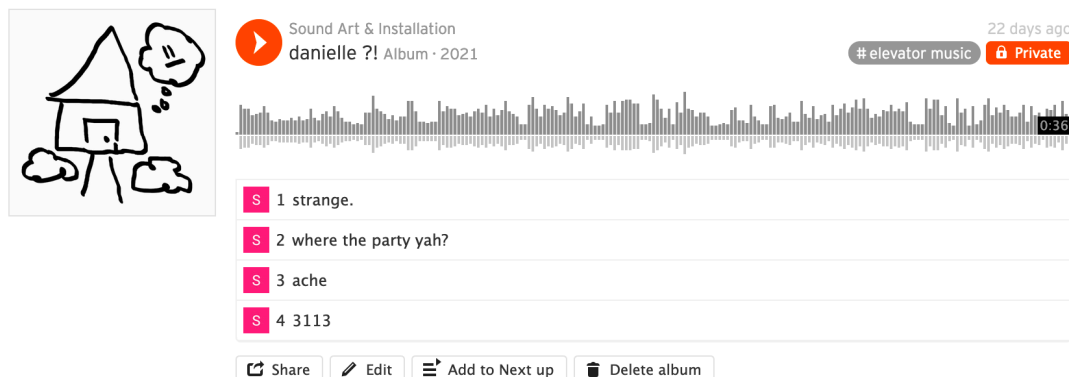 Sound Art & Installation
22 days ago
danielle ?! Album · 2021
# elevator music
Private
0:36
S 1 strange.
S 2 where the party yah?
S 3 ache
S 4 3113
Share Edit Add to Next up Delete album